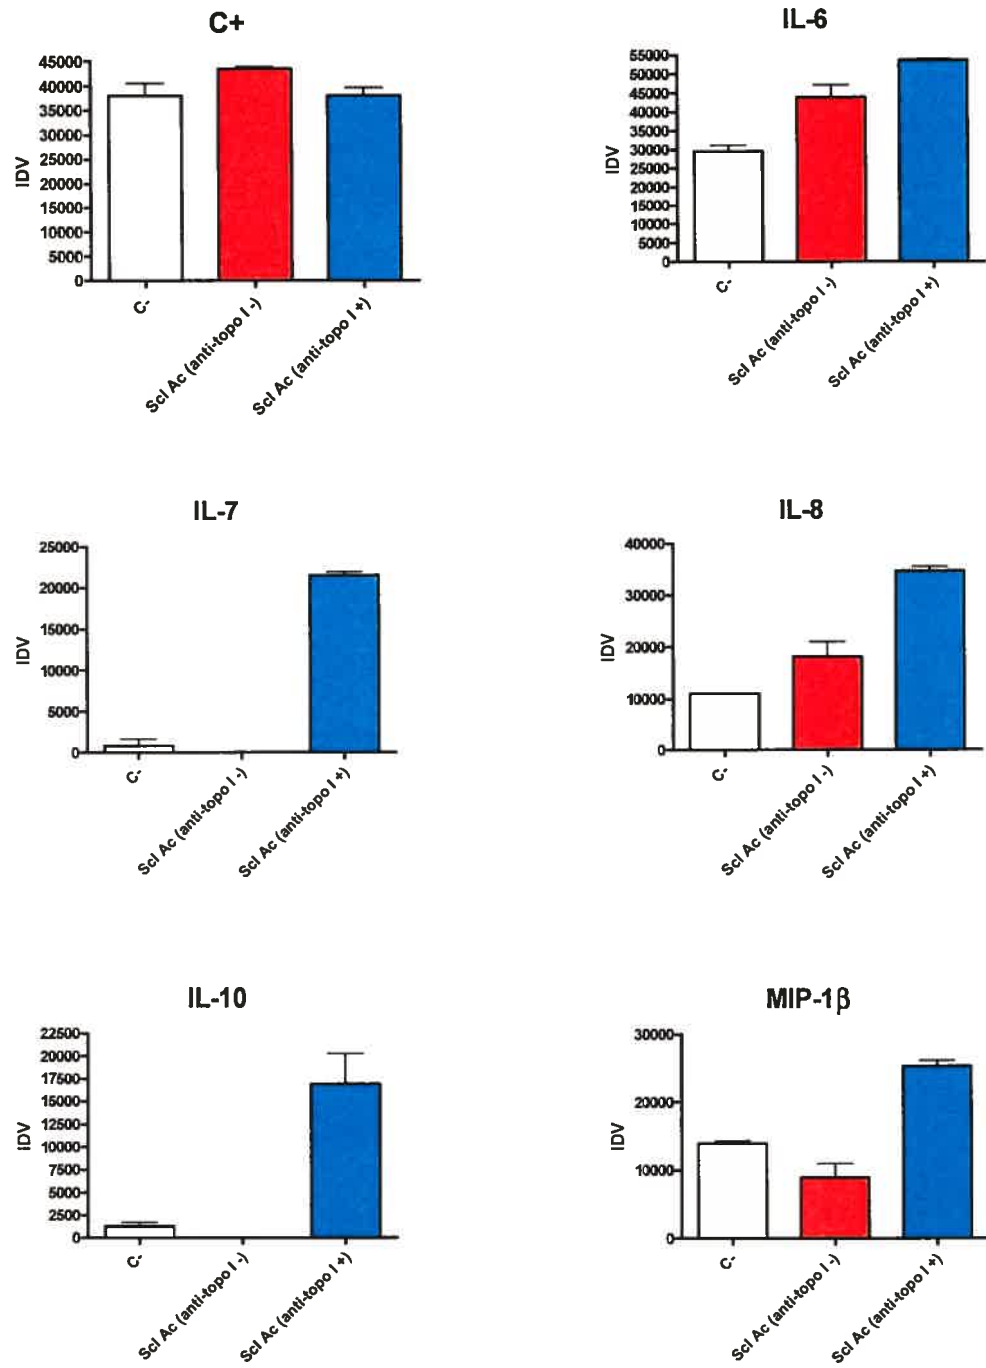 C+
45000
40000
35000
30000
25000
20000
15000
10000
5000
0
IDV
C-
Scl Ac (anti-topo I -)
Scl Ac (anti-topo I +)
IL-6
55000
50000
45000
40000
35000
30000
25000
20000
15000
10000
5000
0
IDV
C-
Scl Ac (anti-topo I -)
Scl Ac (anti-topo I +)
IL-7
25000
20000
15000
10000
5000
0
IDV
C-
Scl Ac (anti-topo I -)
Scl Ac (anti-topo I +)
IL-8
40000
30000
20000
10000
0
IDV
C-
Scl Ac (anti-topo I -)
Scl Ac (anti-topo I +)
IL-10
22500
20000
17500
15000
12500
10000
7500
5000
2500
0
IDV
C-
Scl Ac (anti-topo I -)
Scl Ac (anti-topo I +)
MIP-1β
30000
20000
10000
0
IDV
C-
Scl Ac (anti-topo I -)
Scl Ac (anti-topo I +)